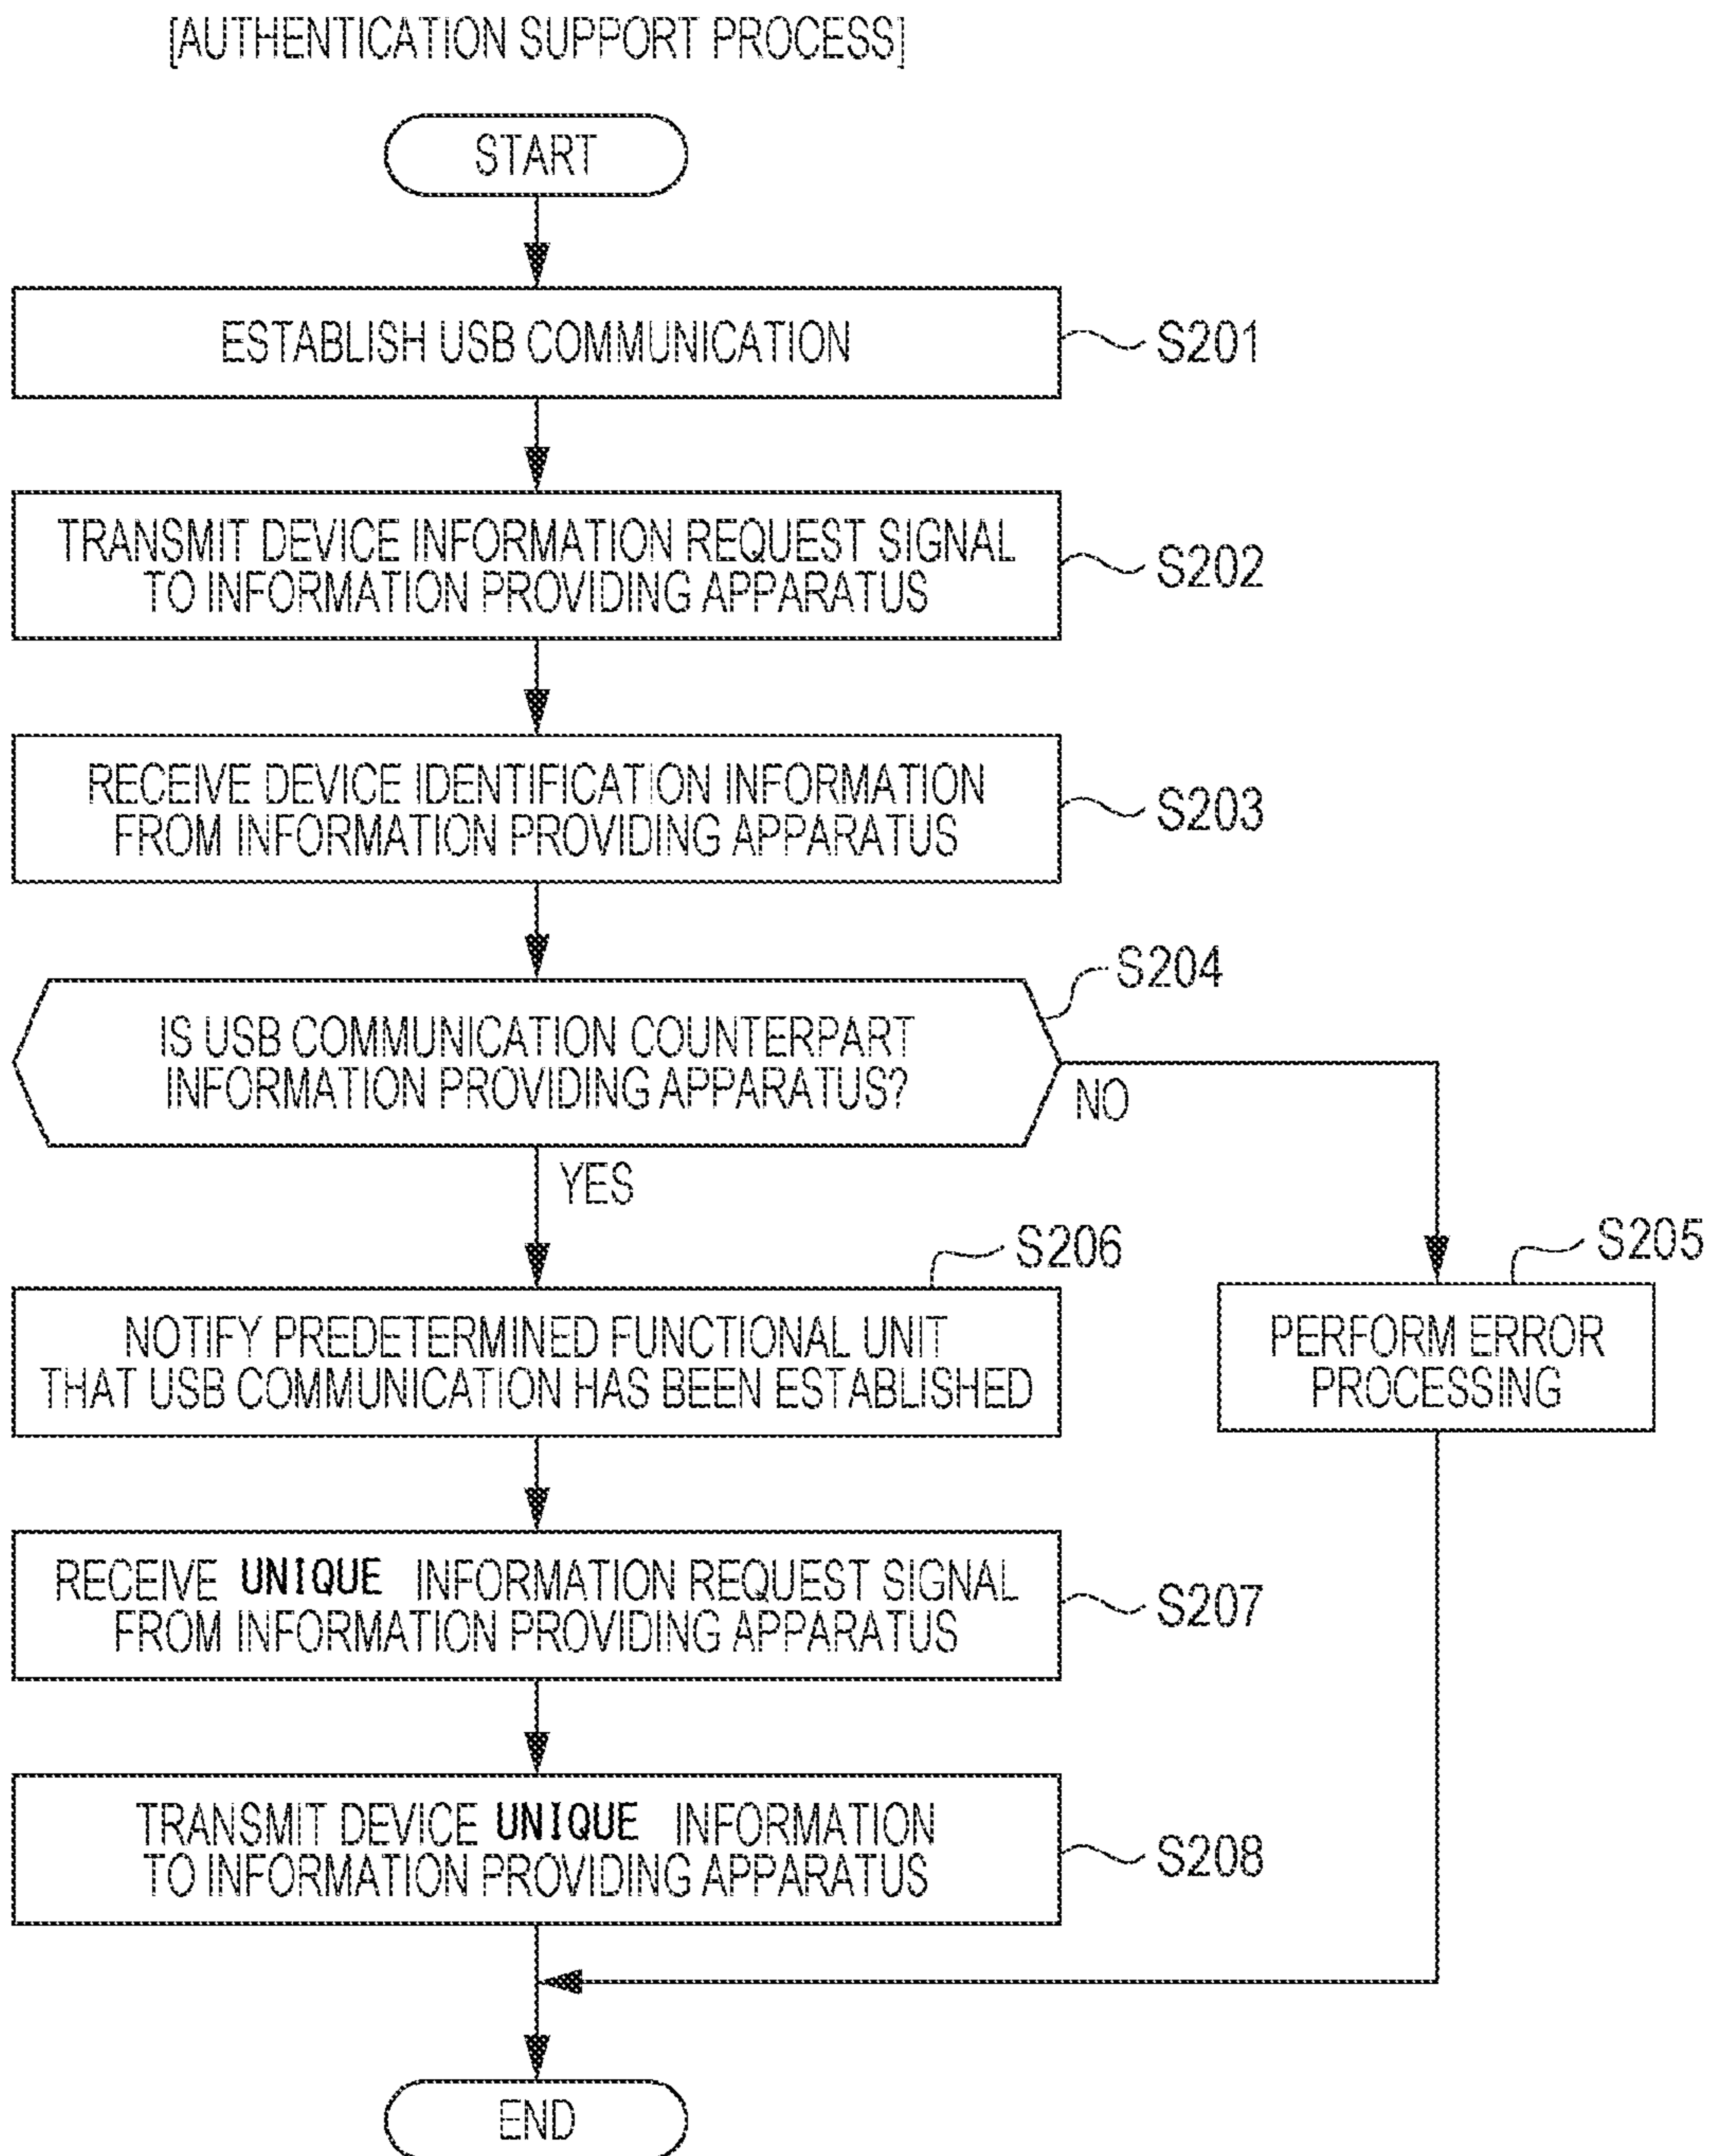 [AUTHENTICATION SUPPORT PROCESS]
START
ESTABLISH USB COMMUNICATION
S201
TRANSMIT DEVICE INFORMATION REQUEST SIGNAL
TO INFORMATION PROVIDING APPARATUS
S202
RECEIVE DEVICE IDENTIFICATION INFORMATION
FROM INFORMATION PROVIDING APPARATUS
S203
S204
IS USB COMMUNICATION COUNTERPART
INFORMATION PROVIDING APPARATUS?
NO
YES
S206
S205
NOTIFY PREDETERMINED FUNCTIONAL UNIT
THAT USB COMMUNICATION HAS BEEN ESTABLISHED
PERFORM ERROR
PROCESSING
RECEIVE UNIQUE INFORMATION REQUEST SIGNAL
FROM INFORMATION PROVIDING APPARATUS
S207
TRANSMIT DEVICE UNIQUE INFORMATION
TO INFORMATION PROVIDING APPARATUS
S208
END